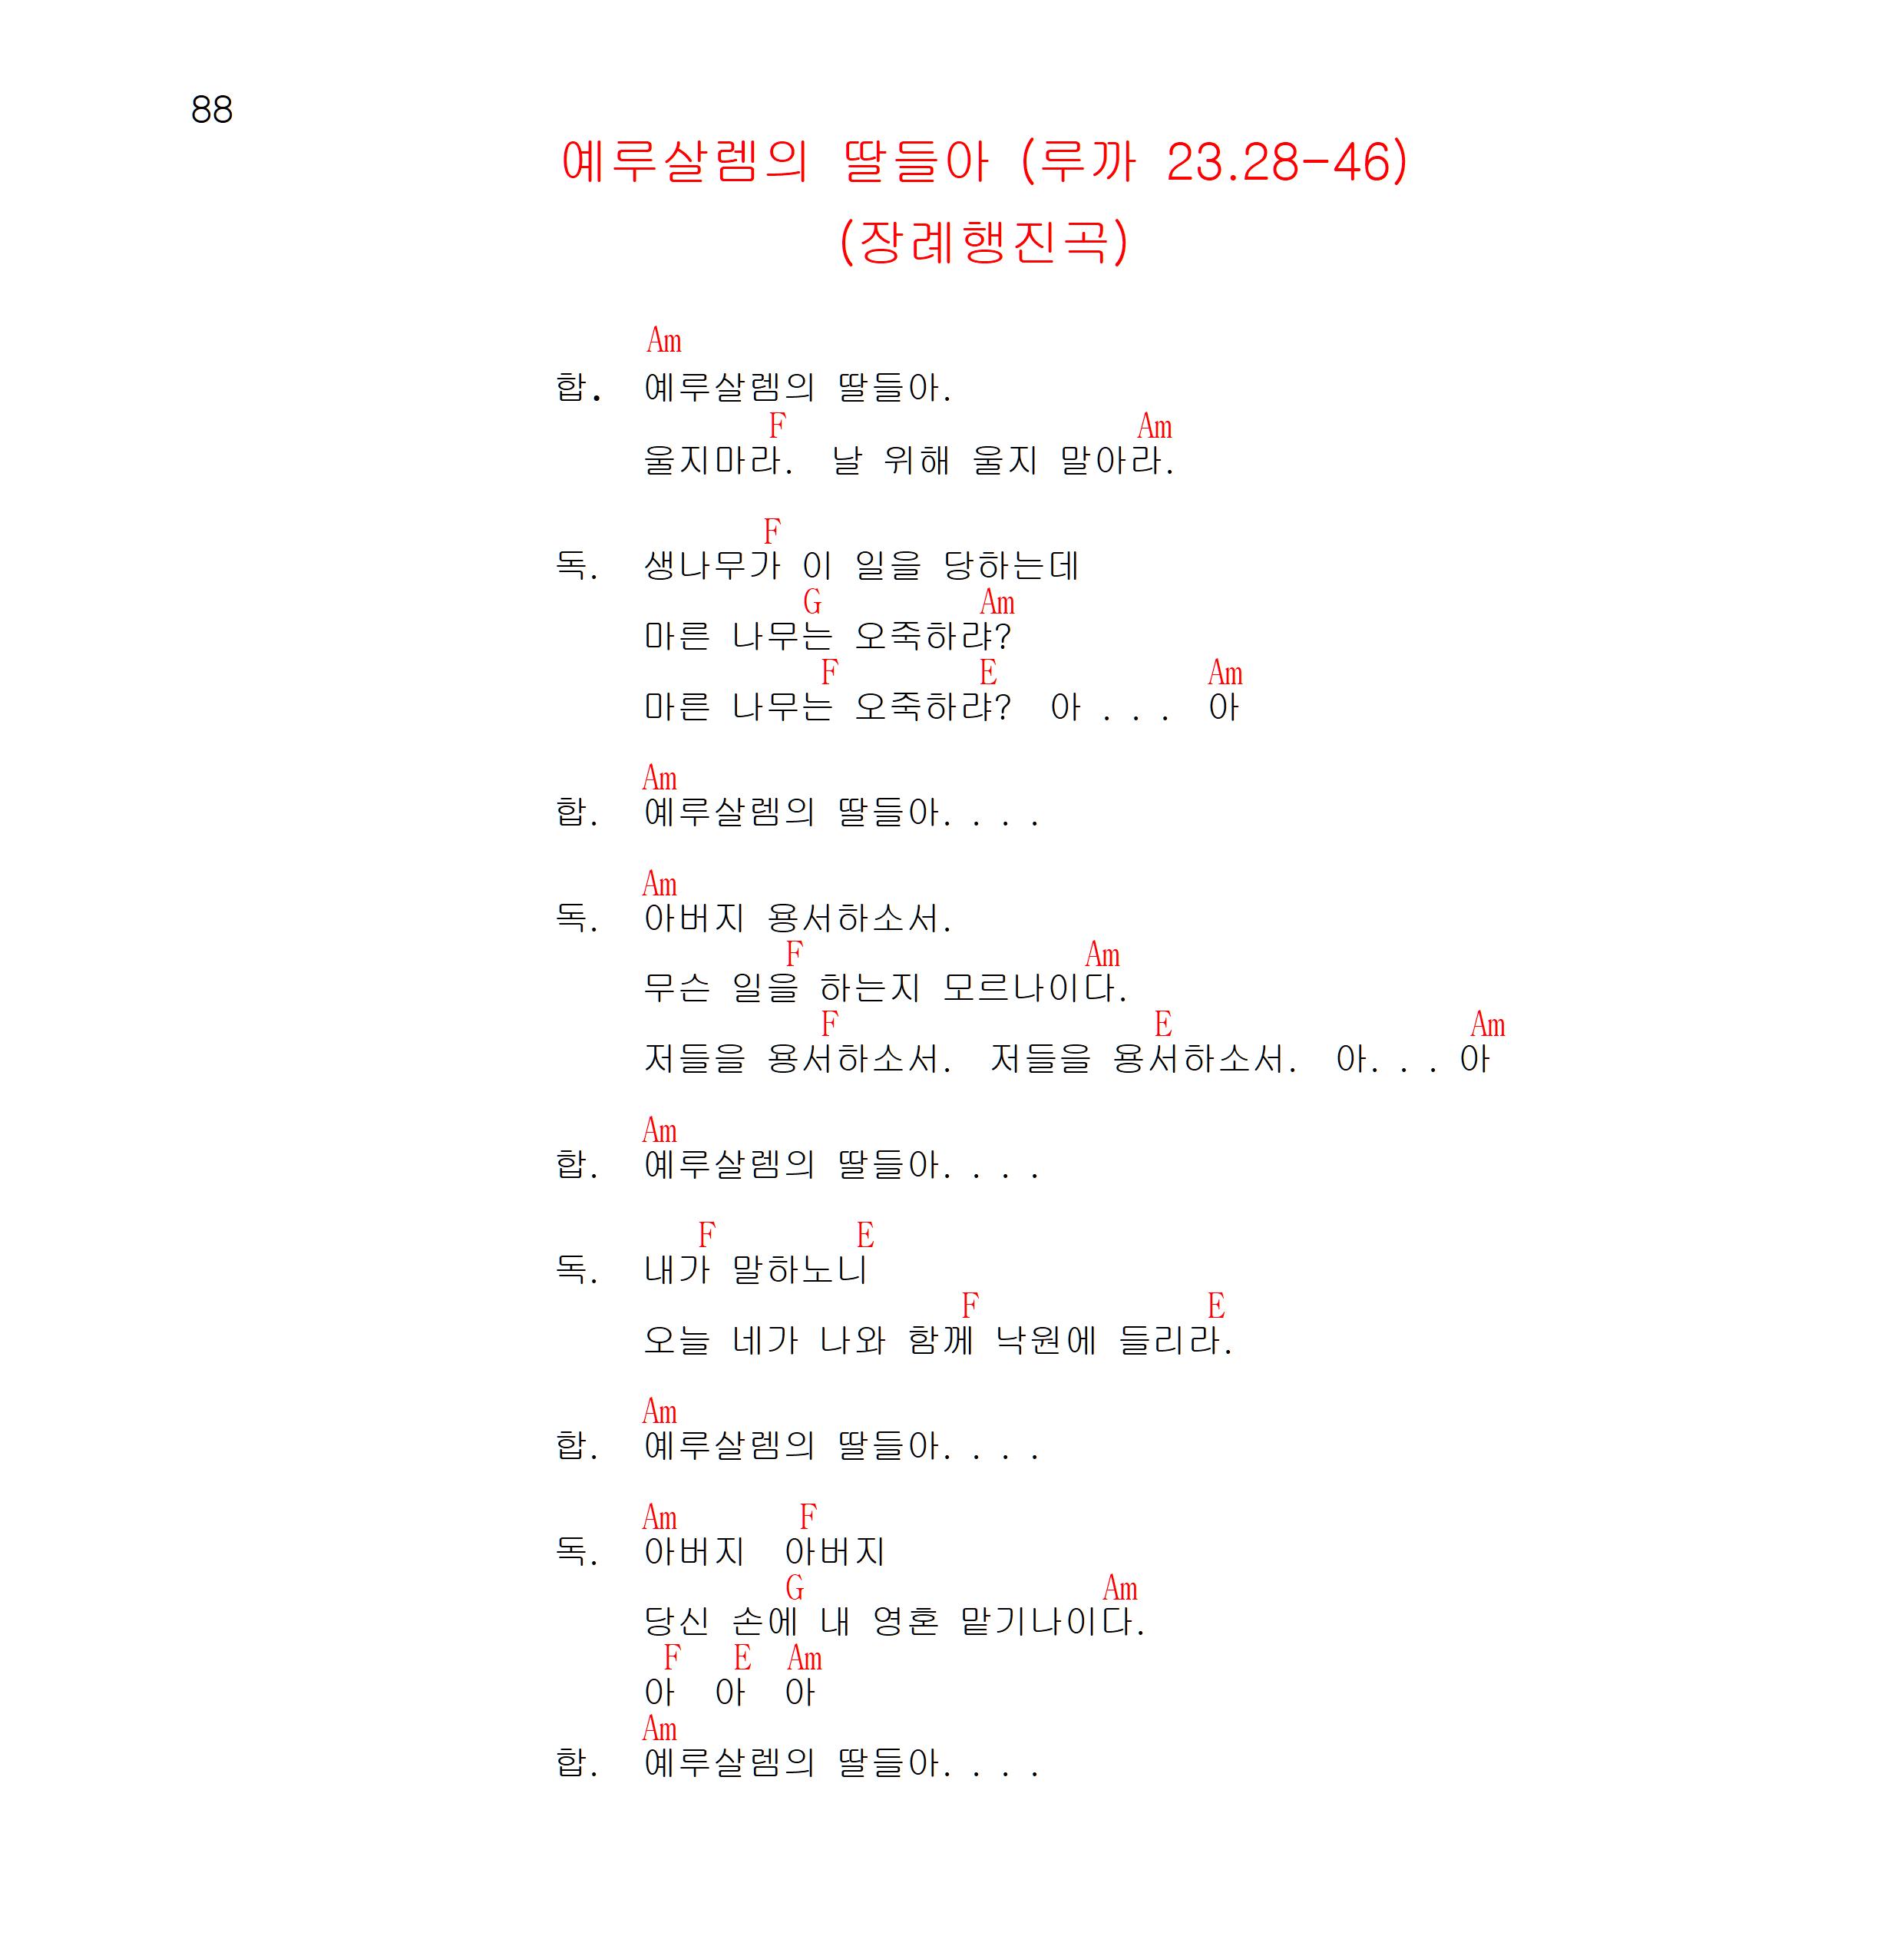 88
예루살렘의 딸들아 (루까 23.28-46)
(장례행진곡)
Am
합. 예루살렘의 딸들아.
F Am
울지마라. 날 위해 울지 말아라.
F
독. 생나무가 이 일을 당하는데
G Am
마른 나무는 오죽하랴?
F E Am
마른 나무는 오죽하랴? 아 . . . 아
Am
합. 예루살렘의 딸들아. . . .
Am
독. 아버지 용서하소서.
F Am
무슨 일을 하는지 모르나이다.
F E Am
저들을 용서하소서. 저들을 용서하소서. 아. . . 아
Am
합. 예루살렘의 딸들아. . . .
F E
독. 내가 말하노니
F E
오늘 네가 나와 함께 낙원에 들리라.
Am
합. 예루살렘의 딸들아. . . .
Am F
독. 아버지 아버지
G Am
당신 손에 내 영혼 맡기나이다.
F E Am
아 아 아
Am
합. 예루살렘의 딸들아. . . .